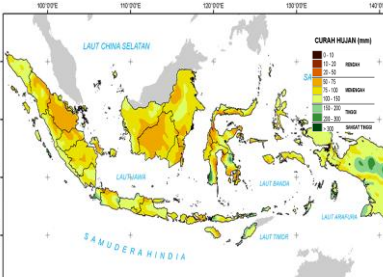 100°0'0"E 110°0'0"E 120°0'0"E 130°0'0"E 140°0'
LAUT CHINA SELATAN
CURAH HUJAN (mm)
0 - 10
10 - 20 RENDAH
20 - 50
50 - 75
75 - 100 MENENGAH
100 - 150
150 - 200 TINGGI
200 - 300
> 300 SANGAT TINGGI
LAUT JAWA
LAUT BANDA
LAUT ARAFURA
LAUT TIMOR
SAMUDERA HINDIA